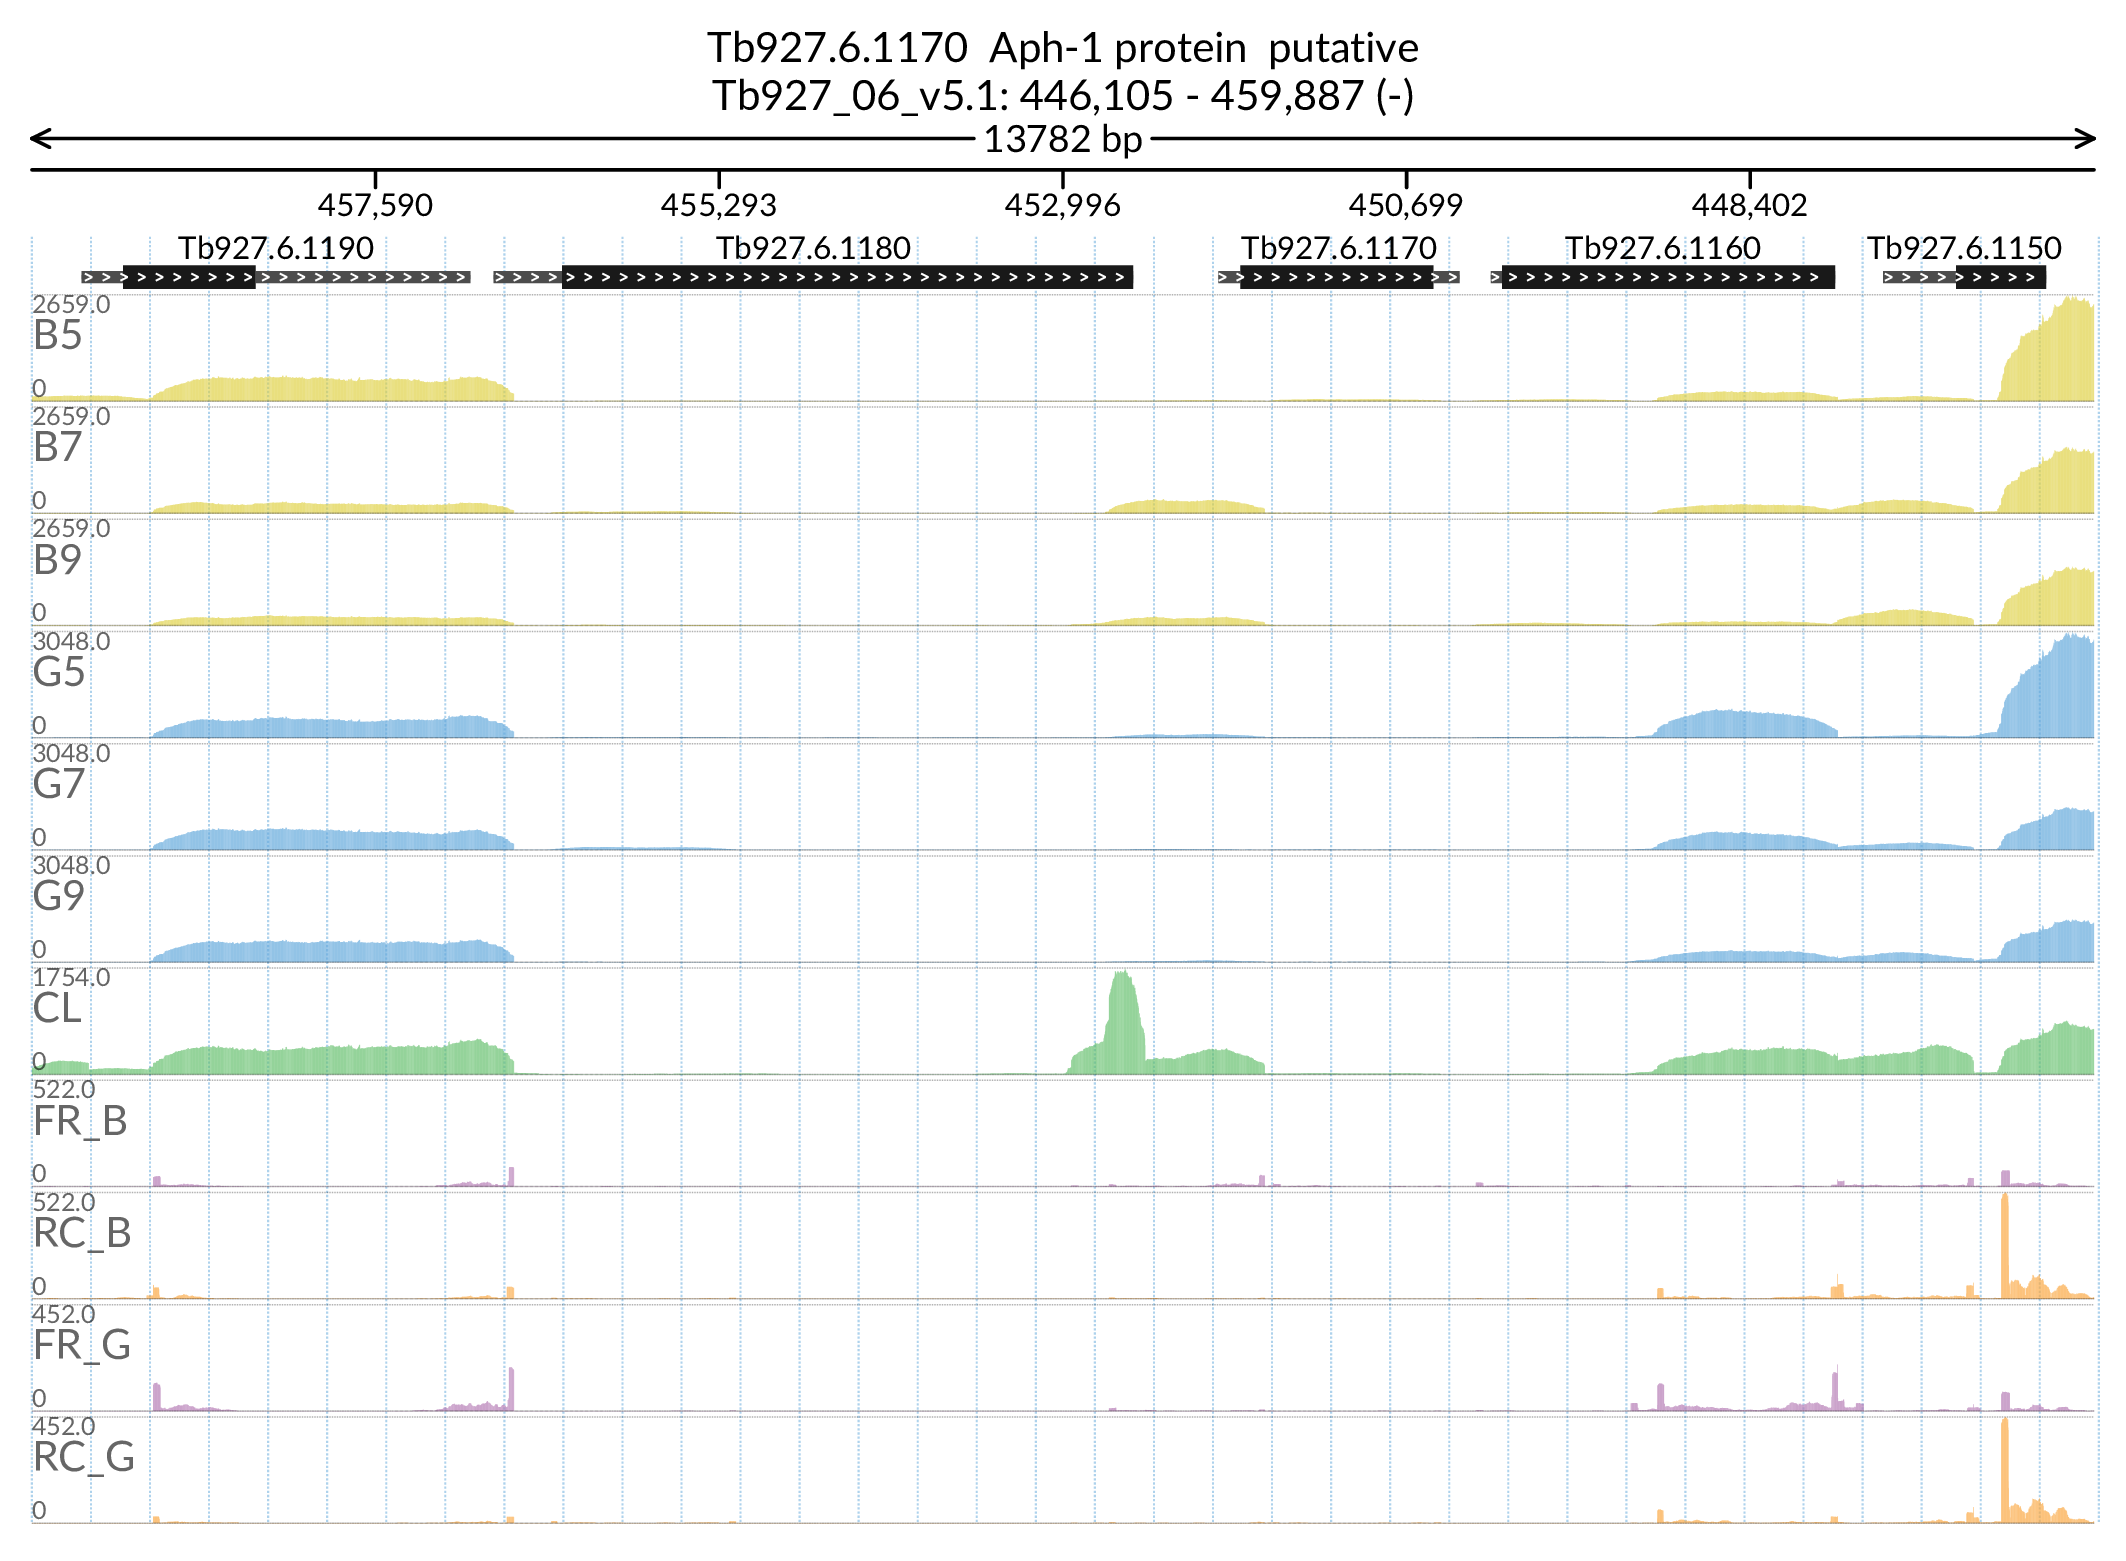 Tb927.6.1170  Aph-1 protein  putative
Tb927_06_v5.1: 446,105 - 459,887 (-)
13782 bp
457,590 455,293 452,996 450,699 448,402
Tb927.6.1190 Tb927.6.1180 Tb927.6.1170 Tb927.6.1160 Tb927.6.1150
2659.0
B5
0
2659.0
B7
0
2659.0
B9
0
3048.0
G5
0
3048.0
G7
0
3048.0
G9
0
1754.0
CL
0
522.0
FR_B
0
522.0
RC_B
0
452.0
FR_G
0
452.0
RC_G
0